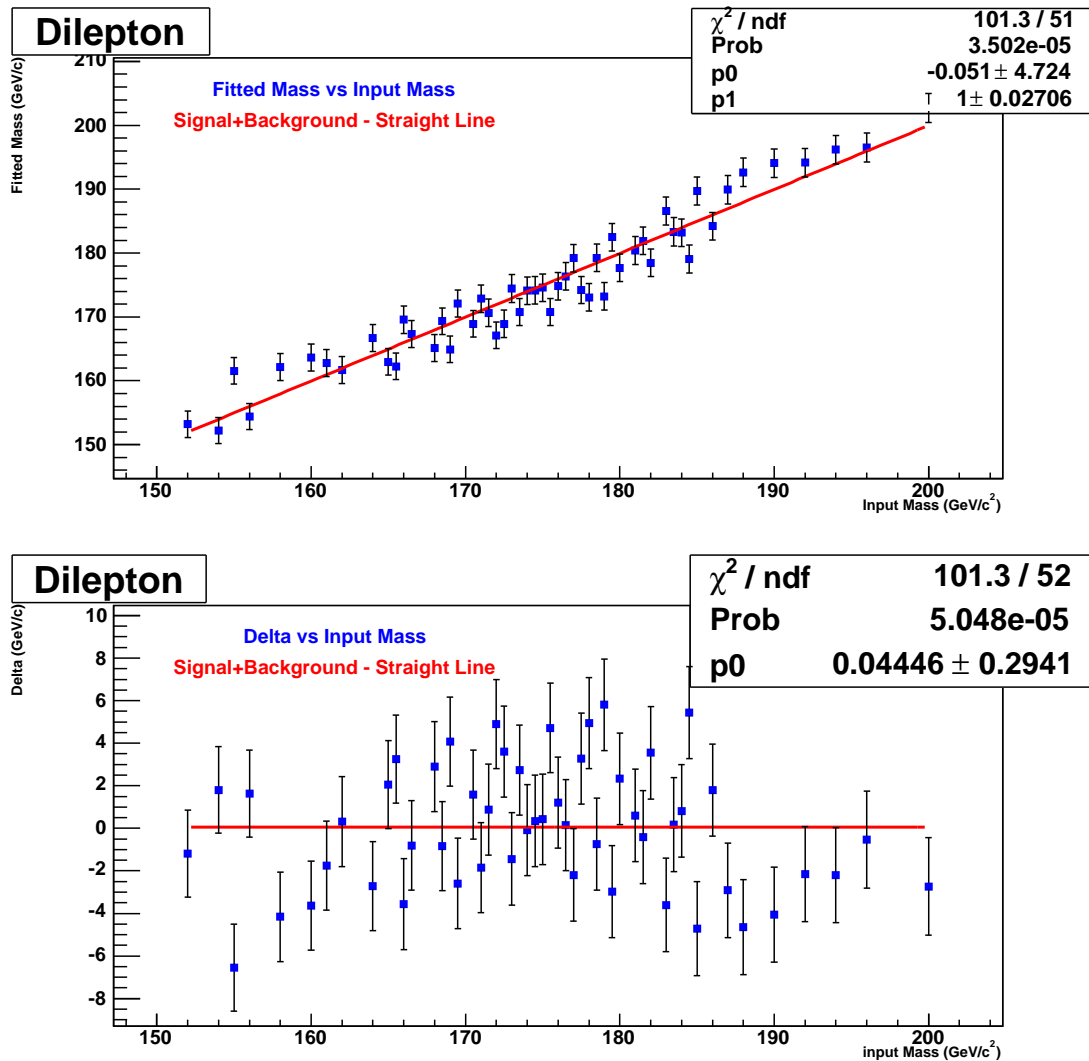 Dilepton
χ² / ndf 101.3 / 51
Prob 3.502e-05
p0 -0.051 ± 4.724
p1 1 ± 0.02706
Fitted Mass (GeV/c)
Fitted Mass vs Input Mass
Signal+Background - Straight Line
210
200
190
180
170
160
150
150 160 170 180 190 200
Input Mass (GeV/c²)
Dilepton
χ² / ndf 101.3 / 52
Prob 5.048e-05
p0 0.04446 ± 0.2941
Delta (GeV/c)
Delta vs Input Mass
Signal+Background - Straight Line
10
8
6
4
2
0
-2
-4
-6
-8
150 160 170 180 190 200
input Mass (GeV/c²)